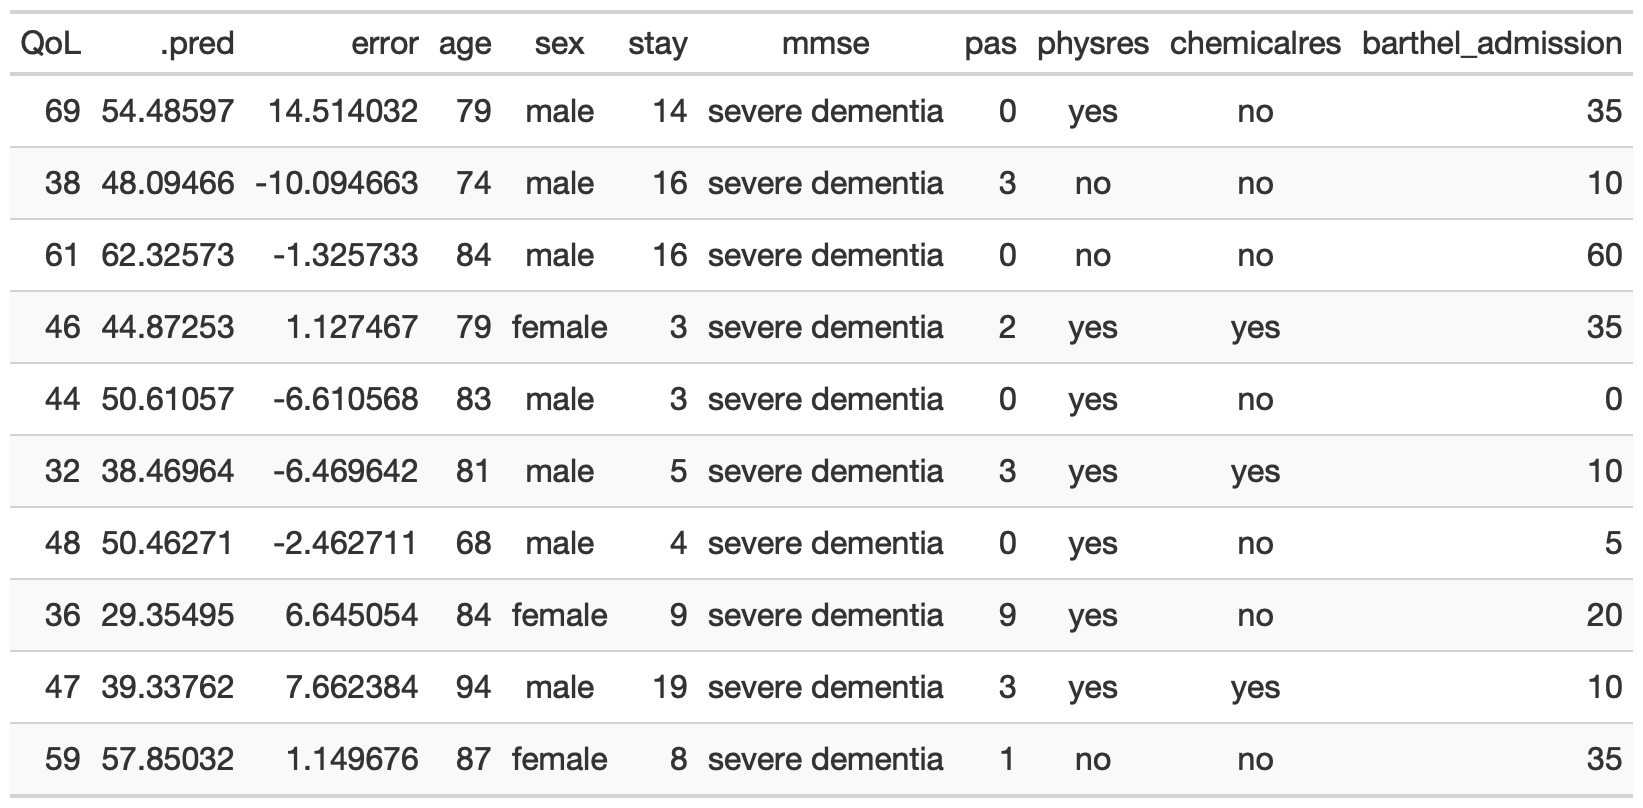 QoL .pred error age sex stay mmse pas physres chemicalres barthel_admission
69 54.48597 14.514032 79 male 14 severe dementia 0 yes no 35
38 48.09466 -10.094663 74 male 16 severe dementia 3 no no 10
61 62.32573 -1.325733 84 male 16 severe dementia 0 no no 60
46 44.87253 1.127467 79 female 3 severe dementia 2 yes yes 35
44 50.61057 -6.610568 83 male 3 severe dementia 0 yes no 0
32 38.46964 -6.469642 81 male 5 severe dementia 3 yes yes 10
48 50.46271 -2.462711 68 male 4 severe dementia 0 yes no 5
36 29.35495 6.645054 84 female 9 severe dementia 9 yes no 20
47 39.33762 7.662384 94 male 19 severe dementia 3 yes yes 10
59 57.85032 1.149676 87 female 8 severe dementia 1 no no 35